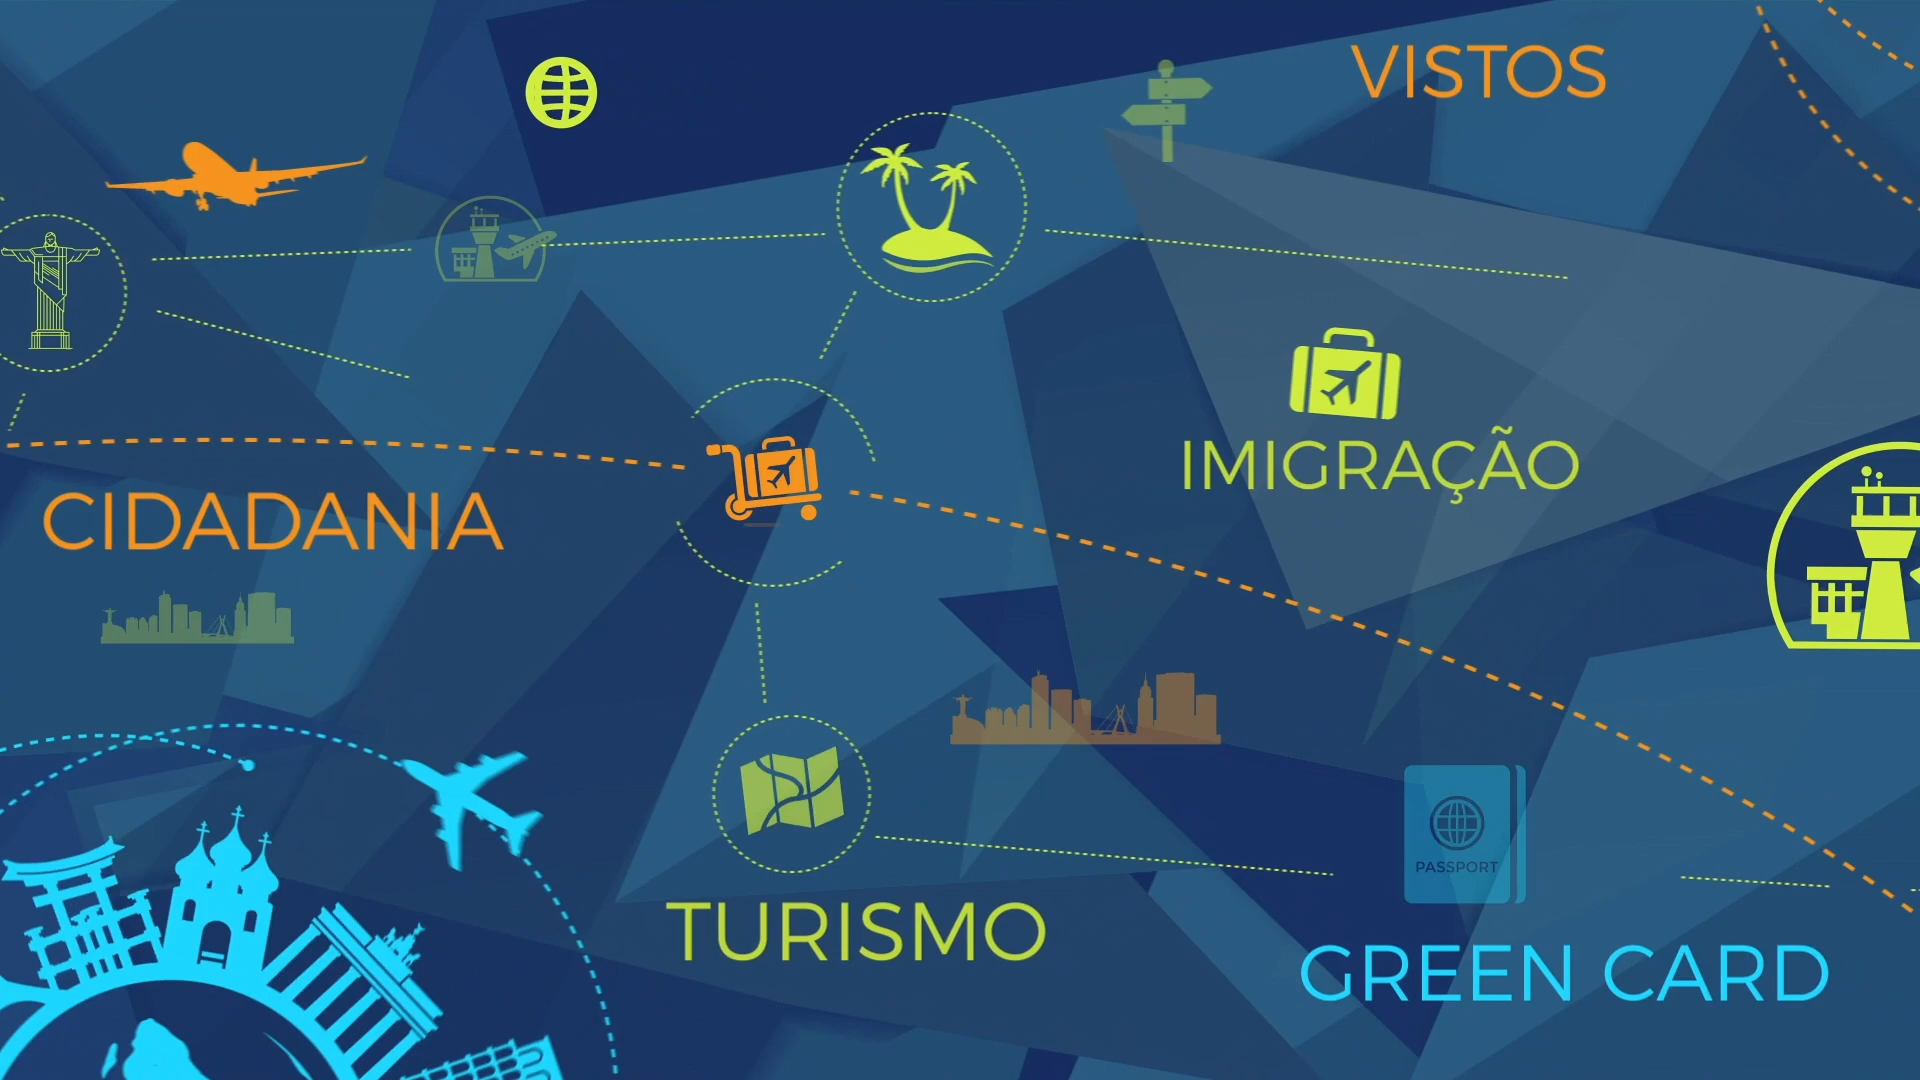 VISTOS
IMIGRAÇÃO
CIDADANIA
PASSPORT
TURISMO
GREEN CARD